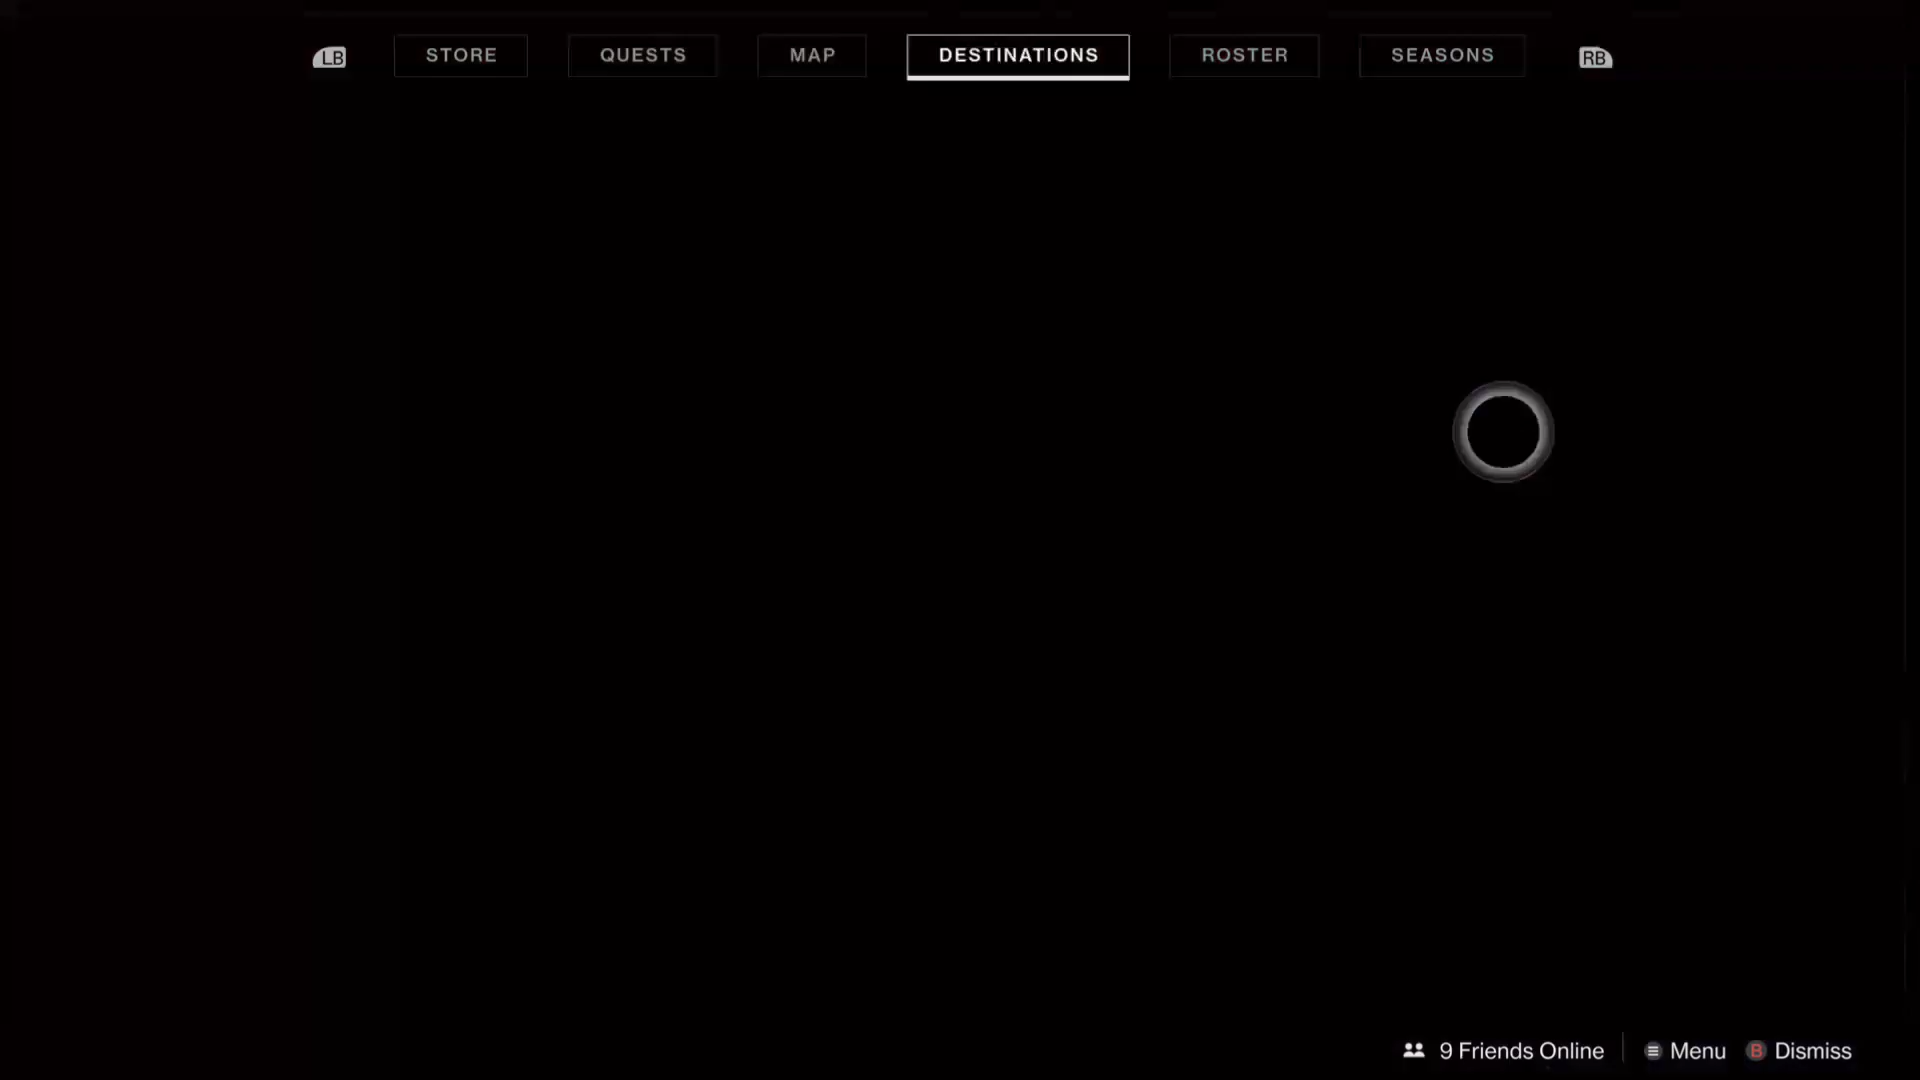 LB STORE QUESTS MAP DESTINATIONS ROSTER SEASONS RB
9 Friends Online Menu B Dismiss